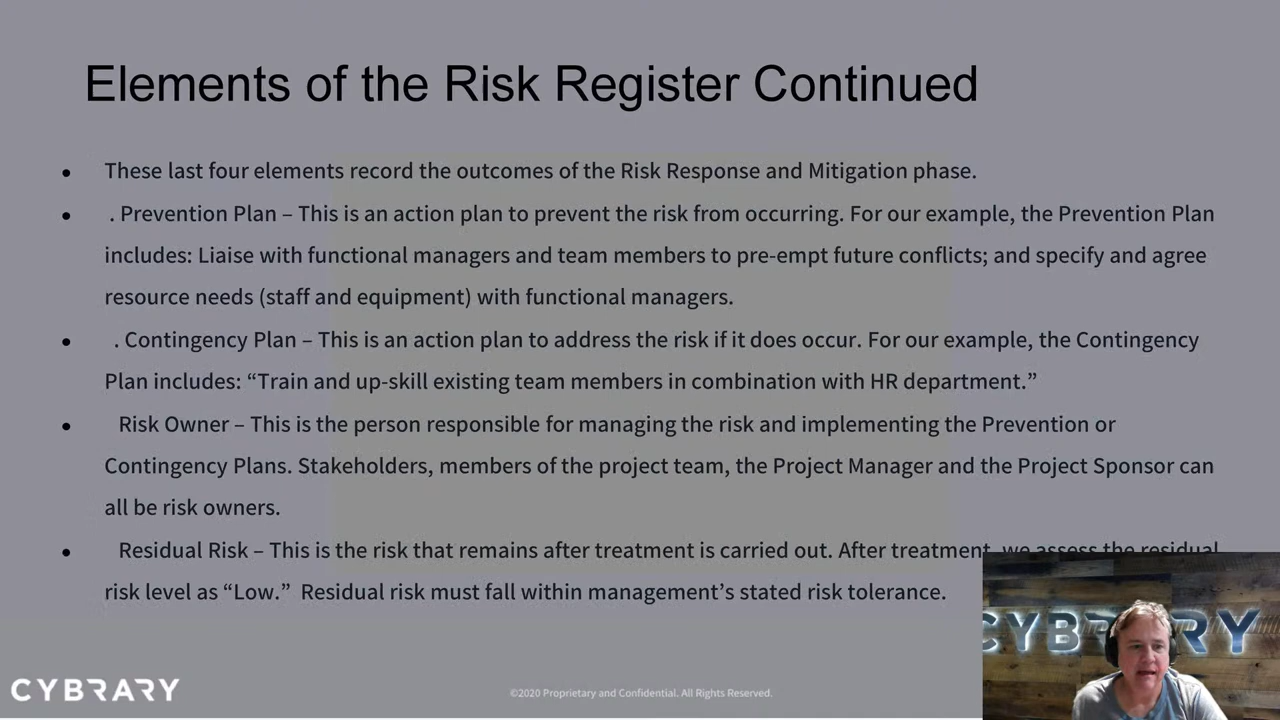 Elements of the Risk Register Continued
• These last four elements record the outcomes of the Risk Response and Mitigation phase.
• . Prevention Plan – This is an action plan to prevent the risk from occurring. For our example, the Prevention Plan
includes: Liaise with functional managers and team members to pre-empt future conflicts; and specify and agree
resource needs (staff and equipment) with functional managers.
• . Contingency Plan – This is an action plan to address the risk if it does occur. For our example, the Contingency
Plan includes: “Train and up-skill existing team members in combination with HR department.”
• Risk Owner – This is the person responsible for managing the risk and implementing the Prevention or
Contingency Plans. Stakeholders, members of the project team, the Project Manager and the Project Sponsor can
all be risk owners.
• Residual Risk – This is the risk that remains after treatment is carried out. After treatment, we assess the residual
risk level as “Low.” Residual risk must fall within management’s stated risk tolerance.
CYBRARY
CYBRARY
©2020 Proprietary and Confidential. All Rights Reserved.